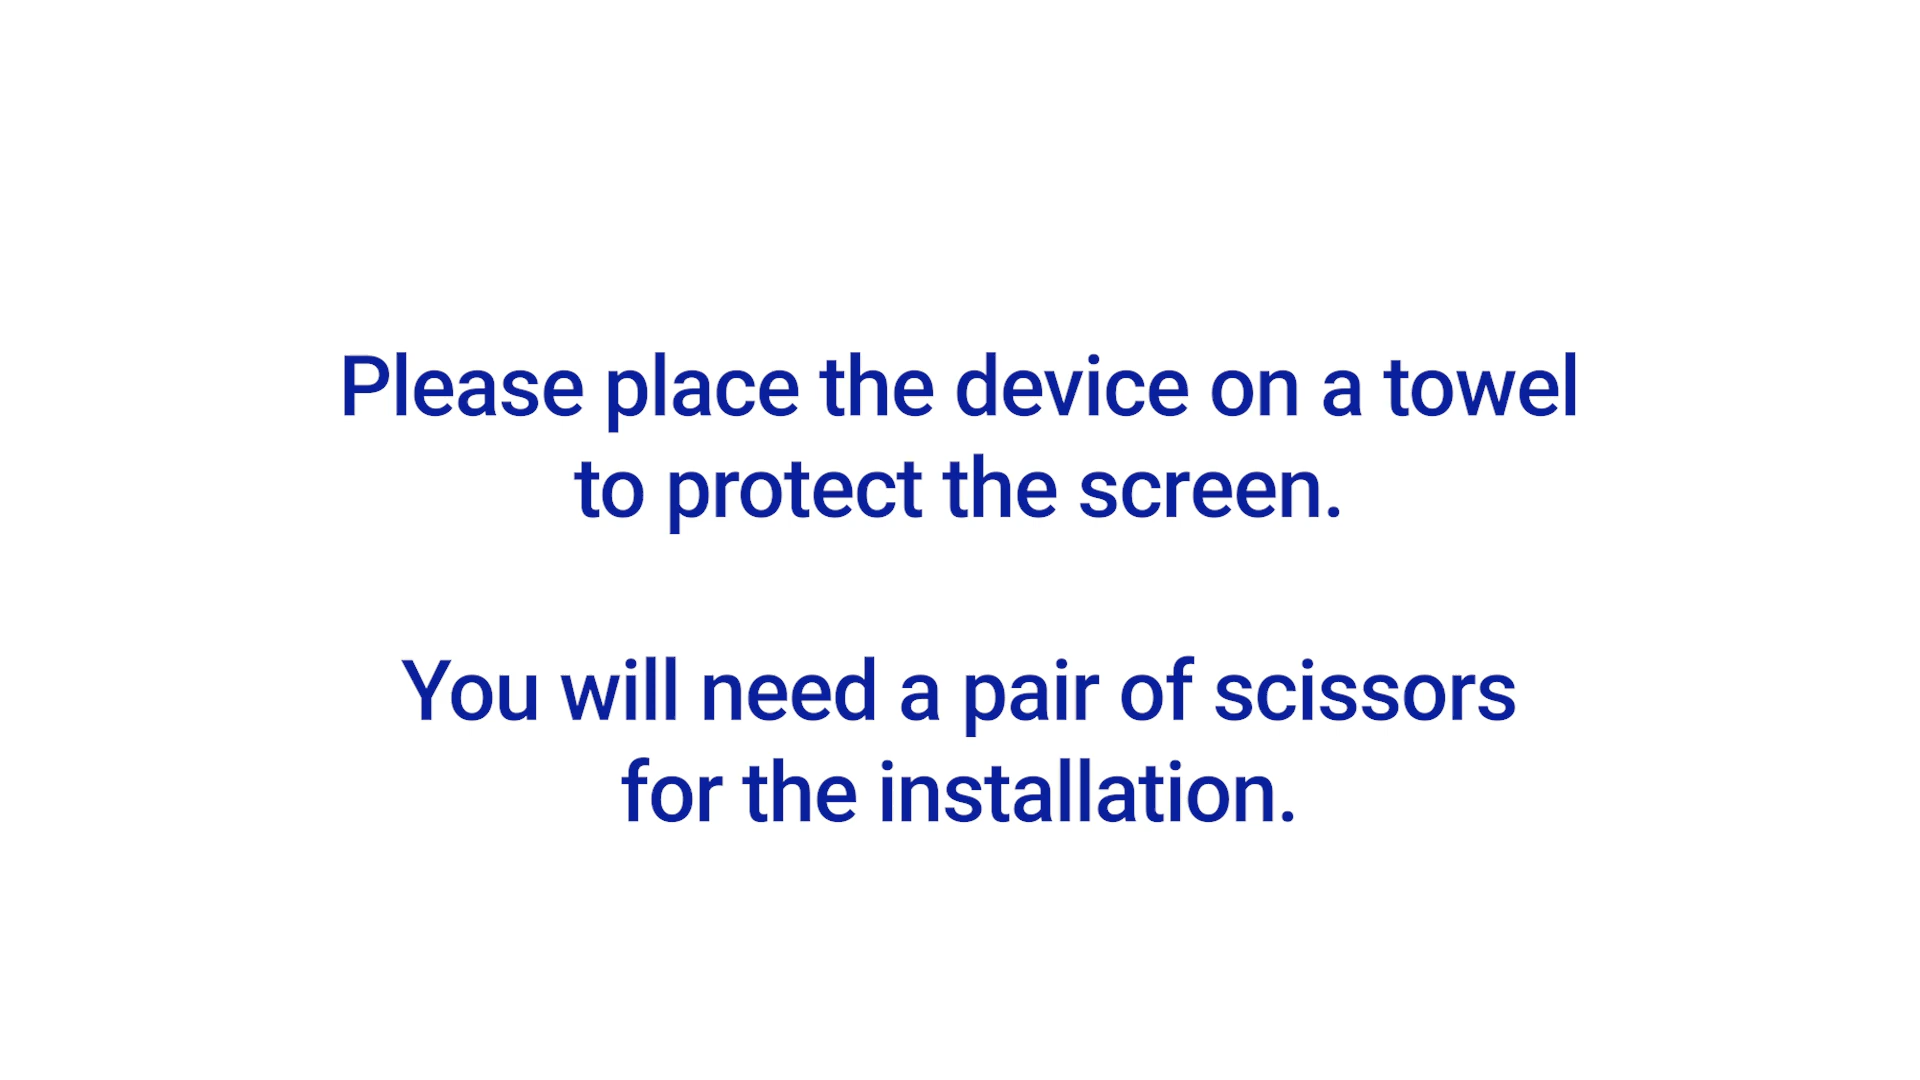 Please place the device on a towel
to protect the screen.
You will need a pair of scissors
for the installation.